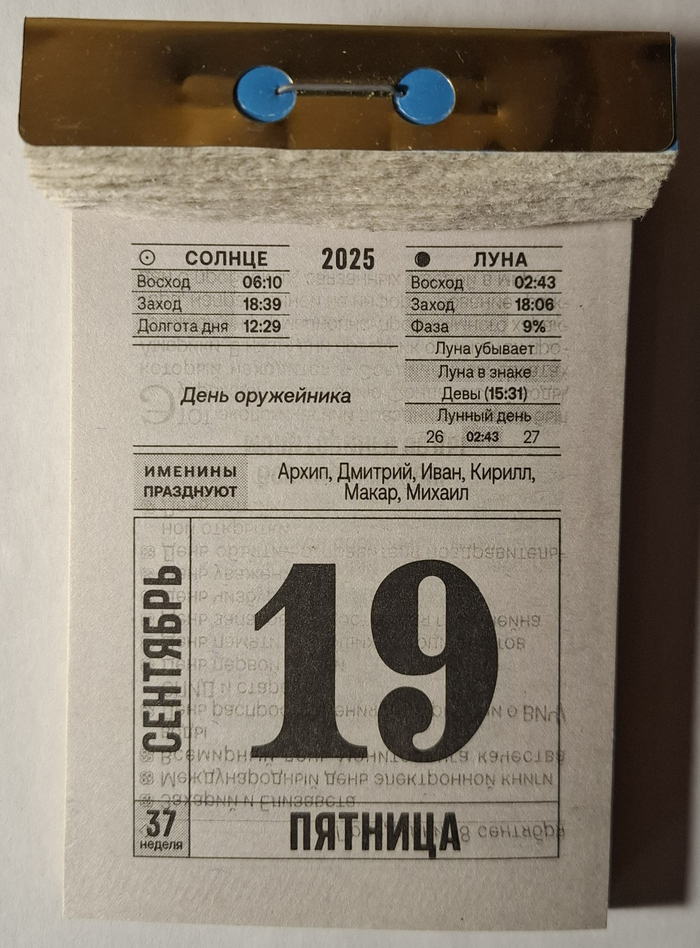 СОЛНЦЕ
Восход 06:10
Заход 18:39
Долгота дня 12:29
2025
ЛУНА
Восход 02:43
Заход 18:06
Фаза 9%
Луна убывает
Луна в знаке
Девы (15:31)
Лунный день
26 02:43 27
День оружейника
ИМЕНИНЫ
ПРАЗДНУЮТ
Архип, Дмитрий, Иван, Кирилл,
Макар, Михаил
СЕНТЯБРЬ
19
37
неделя
ПЯТНИЦА